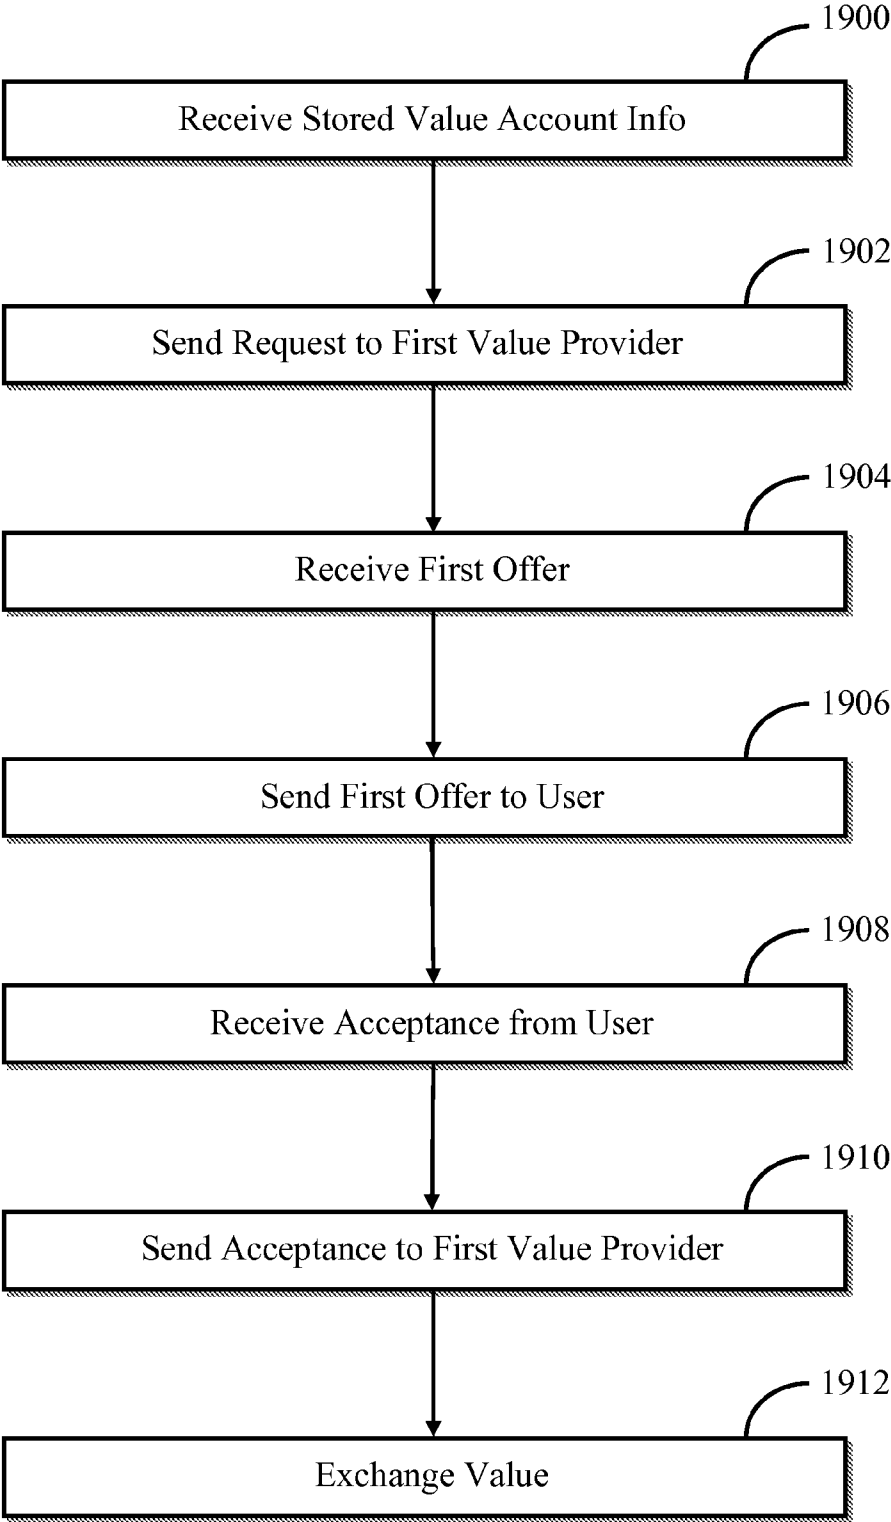 1900
Receive Stored Value Account Info
1902
Send Request to First Value Provider
1904
Receive First Offer
1906
Send First Offer to User
1908
Receive Acceptance from User
1910
Send Acceptance to First Value Provider
1912
Exchange Value